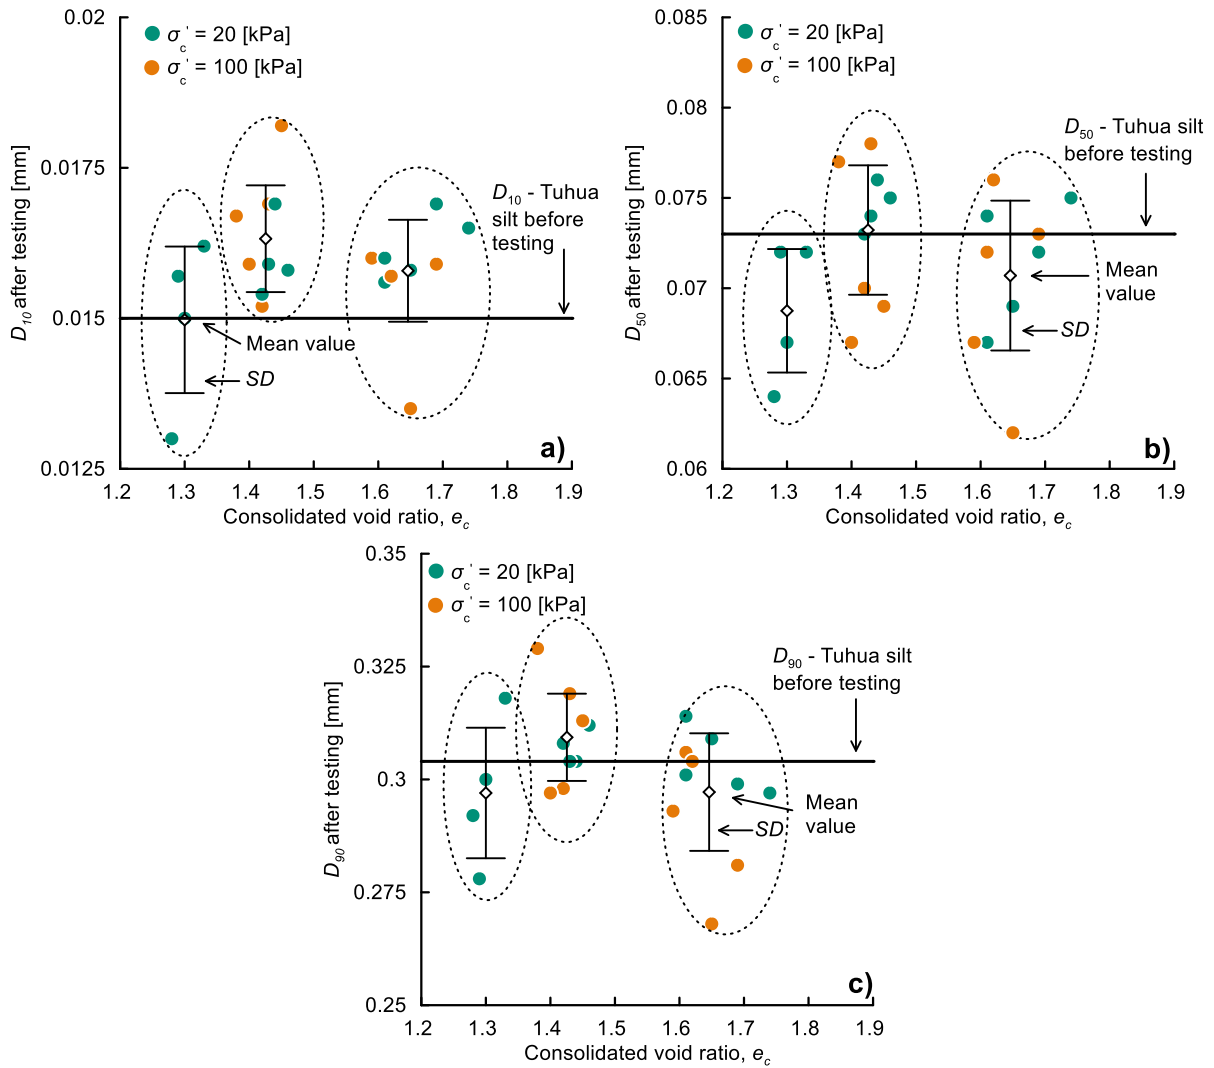 0.02
0.0175
0.015
0.0125
D10 after testing [mm]
σc' = 20 [kPa]
σc' = 100 [kPa]
D10 - Tuhua
silt before
testing
Mean value
SD
a)
1.2 1.3 1.4 1.5 1.6 1.7 1.8 1.9
Consolidated void ratio, ec
0.085
0.08
0.075
0.07
0.065
0.06
D50 after testing [mm]
σc' = 20 [kPa]
σc' = 100 [kPa]
D50 - Tuhua silt
before testing
Mean
value
SD
b)
1.2 1.3 1.4 1.5 1.6 1.7 1.8 1.9
Consolidated void ratio, ec
0.35
0.325
0.3
0.275
0.25
D90 after testing [mm]
σc' = 20 [kPa]
σc' = 100 [kPa]
D90 - Tuhua silt
before testing
Mean
value
SD
c)
1.2 1.3 1.4 1.5 1.6 1.7 1.8 1.9
Consolidated void ratio, ec